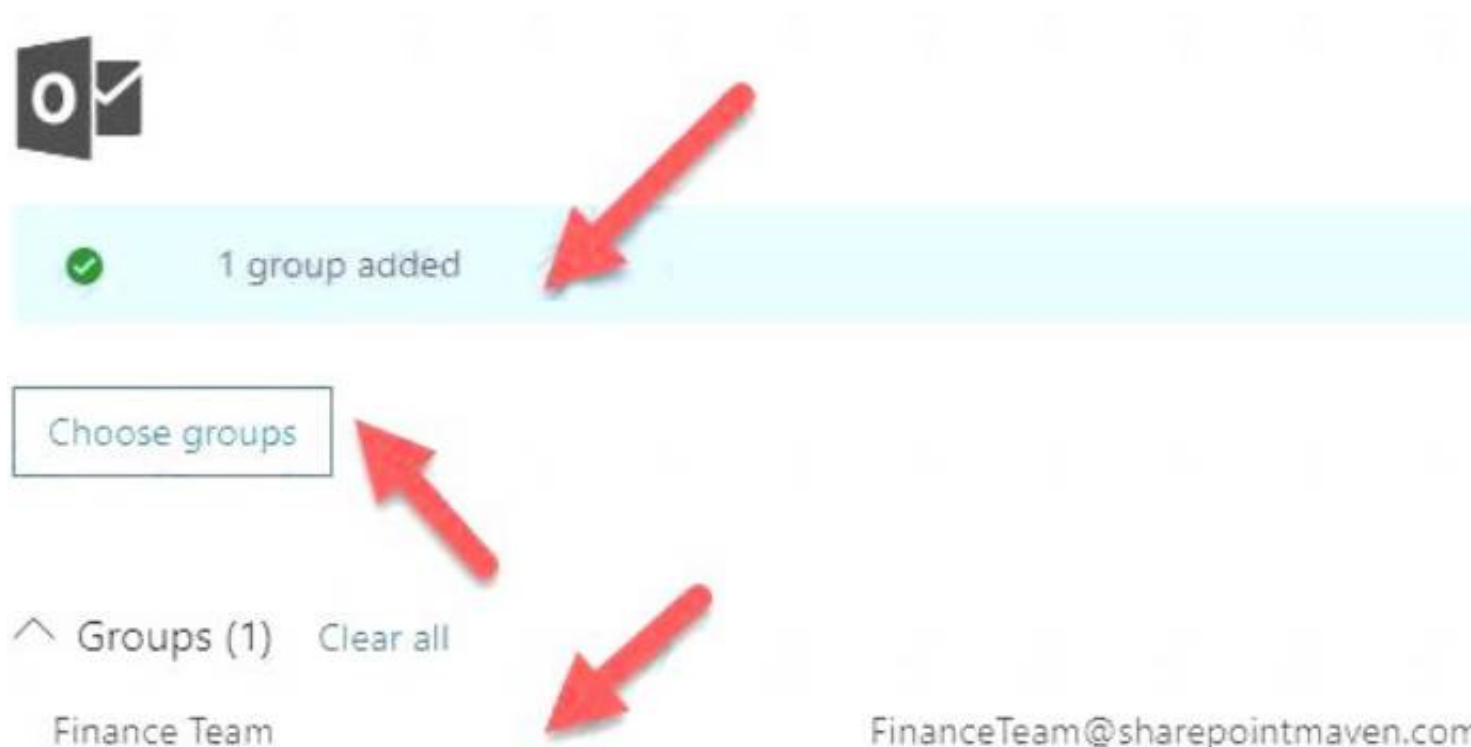 O
1 group added
Choose groups
Groups (1) Clear all
Finance Team FinanceTeam@sharepointmaven.com